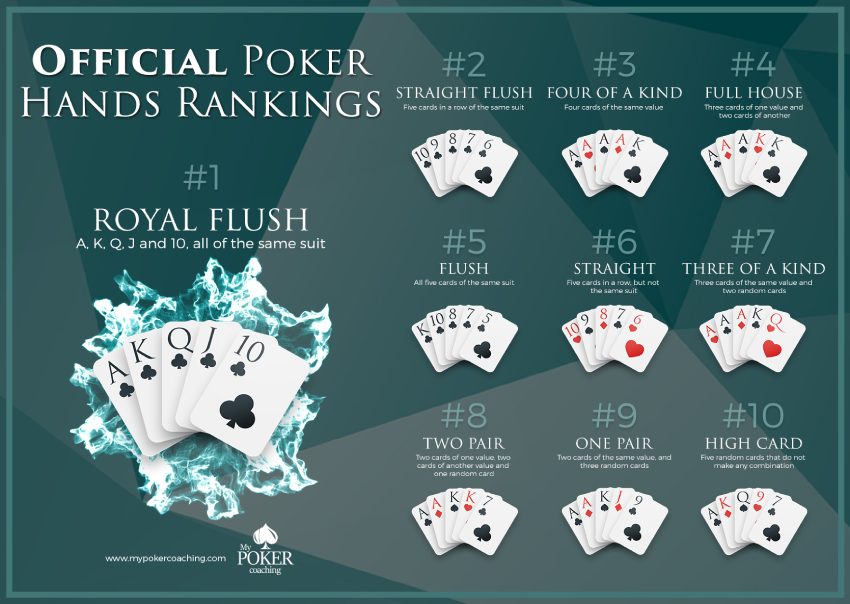 OFFICIAL POKER
HANDS RANKINGS
#1
ROYAL FLUSH
A, K, Q, J and 10, all of the same suit
A K Q J 10
www.mypokercoaching.com
My
POKER
coaching
#2
STRAIGHT FLUSH
Five cards in a row of the same suit
10 9 8 7 6
#3
FOUR OF A KIND
Four cards of the same value
A A A A K
#4
FULL HOUSE
Three cards of one value and
two cards of another
A A A K K
#5
FLUSH
All five cards of the same suit
K 10 8 7 5
#6
STRAIGHT
Five cards in a row, but not
the same suit
10 9 8 7 6
#7
THREE OF A KIND
Three cards of the same value and
two random cards
A A A K Q
#8
TWO PAIR
Two cards of one value, two
cards of another value and
one random card
A A K K 7
#9
ONE PAIR
Two cards of the same value, and
three random cards
A A K J 9
#10
HIGH CARD
Five random cards that do not
make any combination
A K Q 9 7